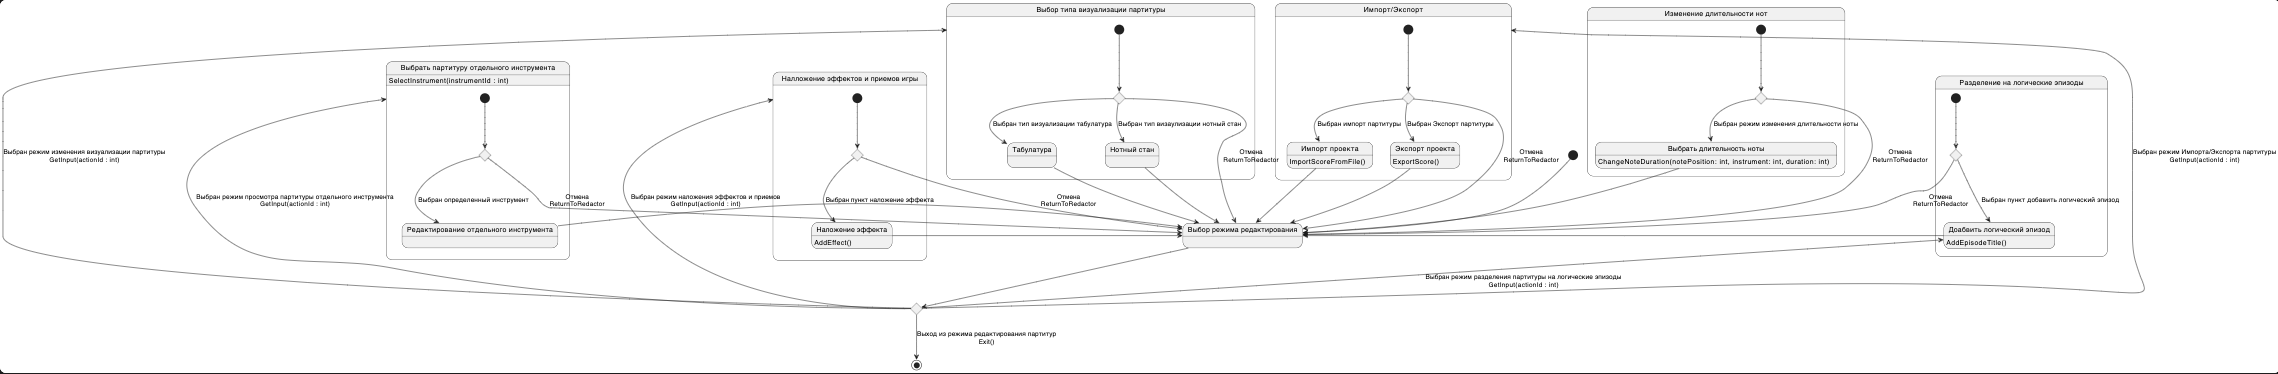 Выбор типа визуализации партитуры
Импорт/Экспорт
Изменение длительности нот
Выбрать партитуру отдельного инструмента
SelectInstrument(instrumentId : int)
Налложение эффектов и приемов игры
Разделение на логические эпизоды
Выбран тип визуализации табулатура
Выбран тип визаулизации нотный стан
Выбран импорт партитуры
Выбран Экспорт партитуры
Выбран режим изменения длительности ноты
Табулатура
Нотный стан
Импорт проекта
ImportScoreFromFile()
Экспорт проекта
ExportScore()
Выбрать длительность ноты
ChangeNoteDuration(notePosition: int, instrument: int, duration: int)
Отмена
ReturnToRedactor
Отмена
ReturnToRedactor
Отмена
ReturnToRedactor
Выбран режим изменения визуализации партитуры
GetInput(actionId : int)
Выбран режим Импорта/Экспорта партитуры
GetInput(actionId : int)
Выбран режим просмотра партитуры отдельного инструмента
GetInput(actionId : int)
Выбран определенный инструмент
Отмена
ReturnToRedactor
Выбран режим наложения эффектов и приемов
GetInput(actionId : int)
Выбран пункт наложение эффекта
Отмена
ReturnToRedactor
Отмена
ReturnToRedactor
Выбран пункт добавить логический эпизод
Редактирование отдельного инструмента
Наложение эффекта
AddEffect()
Выбор режима редактирования
Доабвить логический эпизод
AddEpisodeTitle()
Выбран режим разделения партитуры на логические эпизоды
GetInput(actionId : int)
Выход из режима редактирования партитур
Exit()